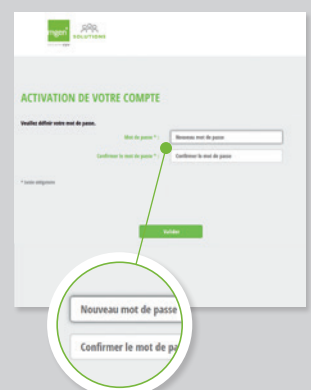 mgen
SOLUTIONS
ACTIVATION DE VOTRE COMPTE
Veuillez définir votre mot de passe.
Mot de passe * :
Nouveau mot de passe
Confirmer le mot de passe * :
Confirmer le mot de passe
Valider
Nouveau mot de passe
Confirmer le mot de pa